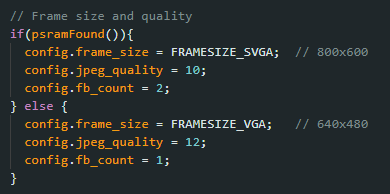 // Frame size and quality
if(psramFound()){
  config.frame_size = FRAMESIZE_SVGA;  // 800x600
  config.jpeg_quality = 10;
  config.fb_count = 2;
} else {
  config.frame_size = FRAMESIZE_VGA;   // 640x480
  config.jpeg_quality = 12;
  config.fb_count = 1;
}